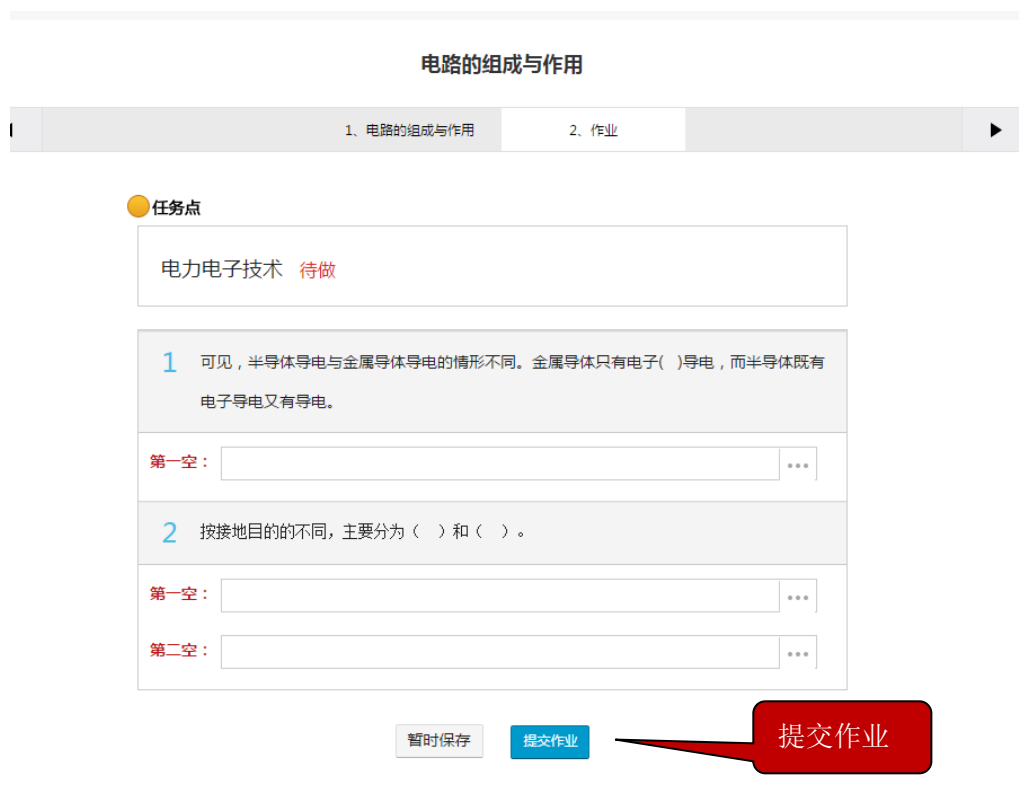 电路的组成与作用
1、电路的组成与作用
2、作业
任务点
电力电子技术 待做
1 可见，半导体导电与金属导体导电的情形不同。金属导体只有电子( )导电，而半导体既有
电子导电又有导电。
第一空：
2 按接地目的的不同，主要分为（ ）和（ ）。
第一空：
第二空：
暂时保存
提交作业
提交作业